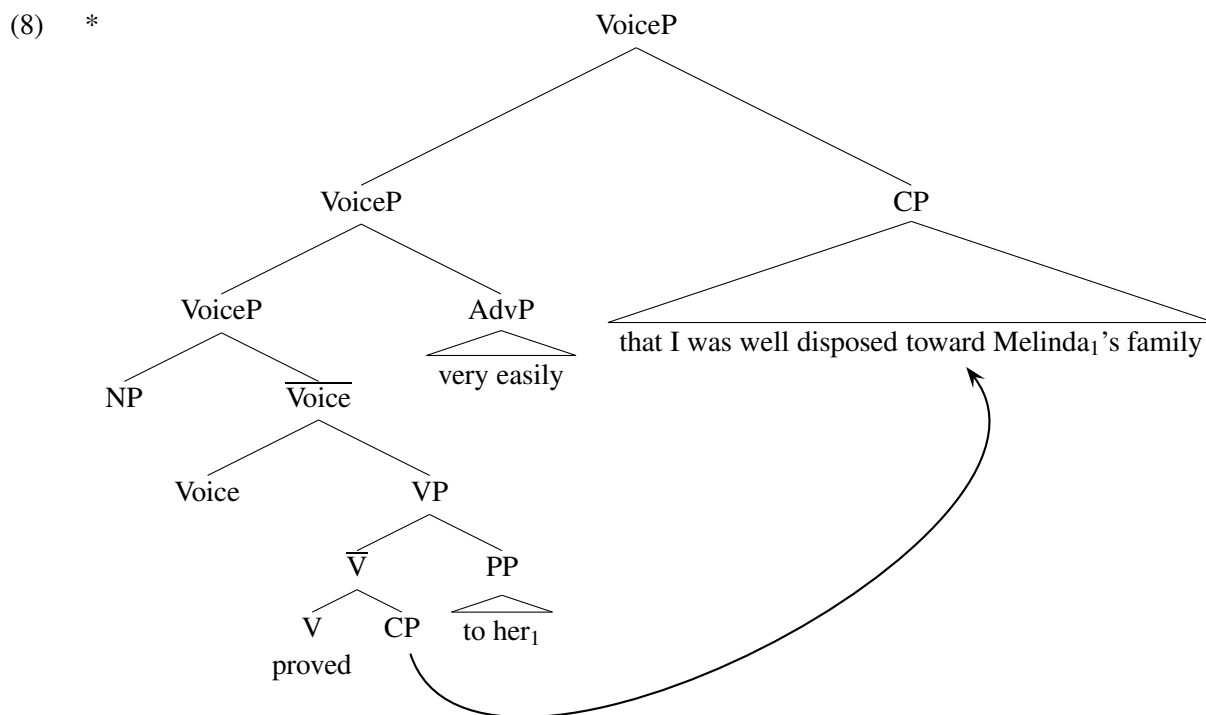 (8) * VoiceP
VoiceP CP
VoiceP AdvP
that I was well disposed toward Melinda₁'s family
very easily
NP V̅o̅i̅c̅e̅
Voice VP
V̅ PP
V CP to her₁
proved